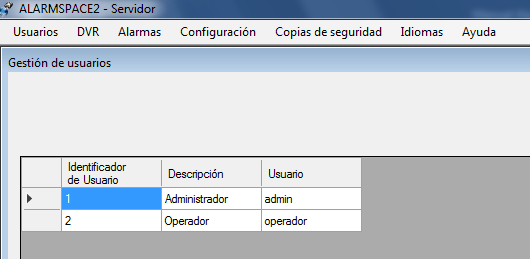 ALARMSPACE2 - Servidor
Usuarios DVR Alarmas Configuración Copias de seguridad Idiomas Ayuda
Gestión de usuarios
Identificador de Usuario Descripción Usuario
1 Administrador admin
2 Operador operador